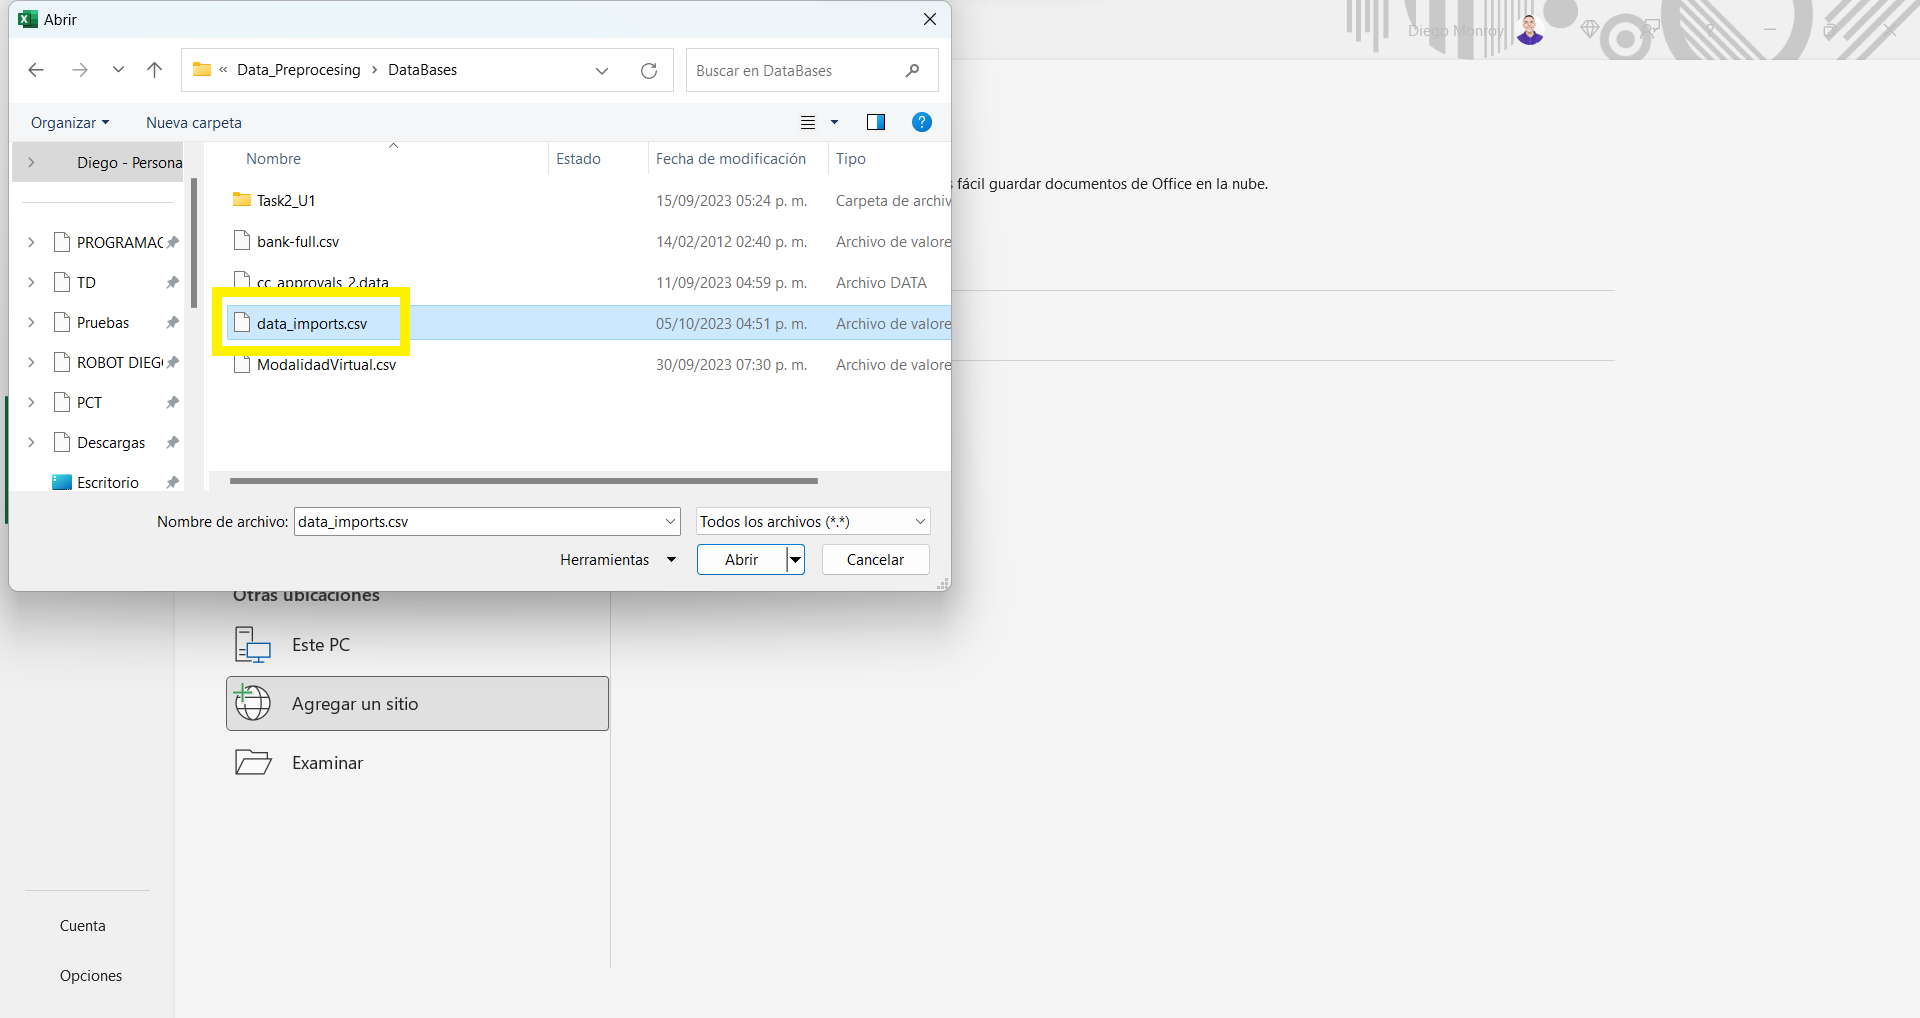 Abrir
Diego Monroy
« Data_Preprocesing > DataBases
Buscar en DataBases
Organizar
Nueva carpeta
Diego - Persona
Nombre
Estado
Fecha de modificación
Tipo
Task2_U1
15/09/2023 05:24 p. m.
Carpeta de archiv
s fácil guardar documentos de Office en la nube.
PROGRAMAC
bank-full.csv
14/02/2012 02:40 p. m.
Archivo de valore
TD
cc_approvals_2.data
11/09/2023 04:59 p. m.
Archivo DATA
Pruebas
data_imports.csv
05/10/2023 04:51 p. m.
Archivo de valore
ROBOT DIEG
ModalidadVirtual.csv
30/09/2023 07:30 p. m.
Archivo de valore
PCT
Descargas
Escritorio
Nombre de archivo:
data_imports.csv
Todos los archivos (*.*)
Herramientas
Abrir
Cancelar
Otras ubicaciones
Este PC
Agregar un sitio
Examinar
Cuenta
Opciones